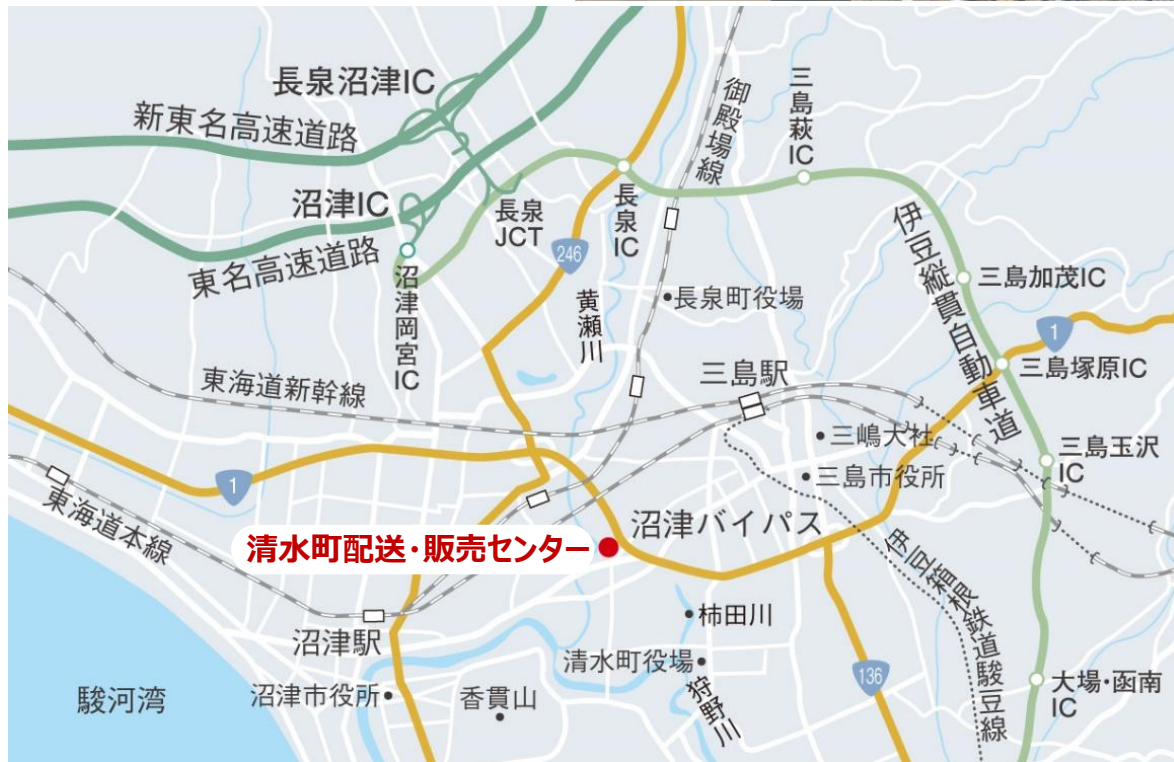 長泉沼津IC
新東名高速道路
沼津IC
東名高速道路
沼津岡宮IC
長泉
JCT
長泉IC
246
御殿場線
三島萩IC
伊豆縦貫自動車道
三島加茂IC
1
三島塚原IC
三島玉沢
IC
黄瀬川
長泉町役場
三島駅
東海道新幹線
三嶋大社
三島市役所
1
東海道本線
沼津バイパス
清水町配送・販売センター
伊豆箱根鉄道駿豆線
沼津駅
柿田川
清水町役場
狩野川
136
大場・函南
IC
駿河湾
沼津市役所
香貫山